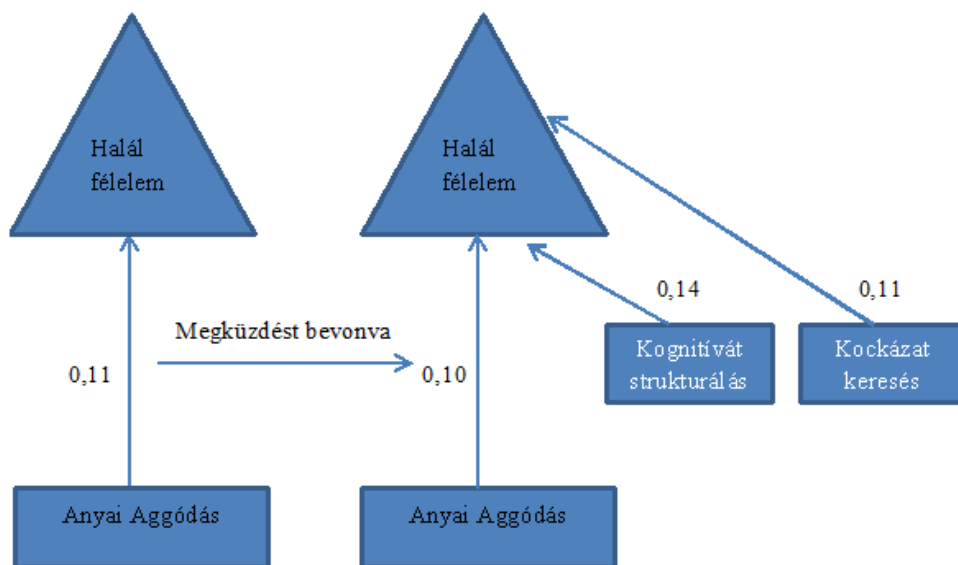 Halál
félelem
Halál
félelem
0,14
0,11
Megküzdést bevonva
Kognitívát
strukturálás
Kockázat
keresés
0,11
0,10
Anyai Aggódás
Anyai Aggódás